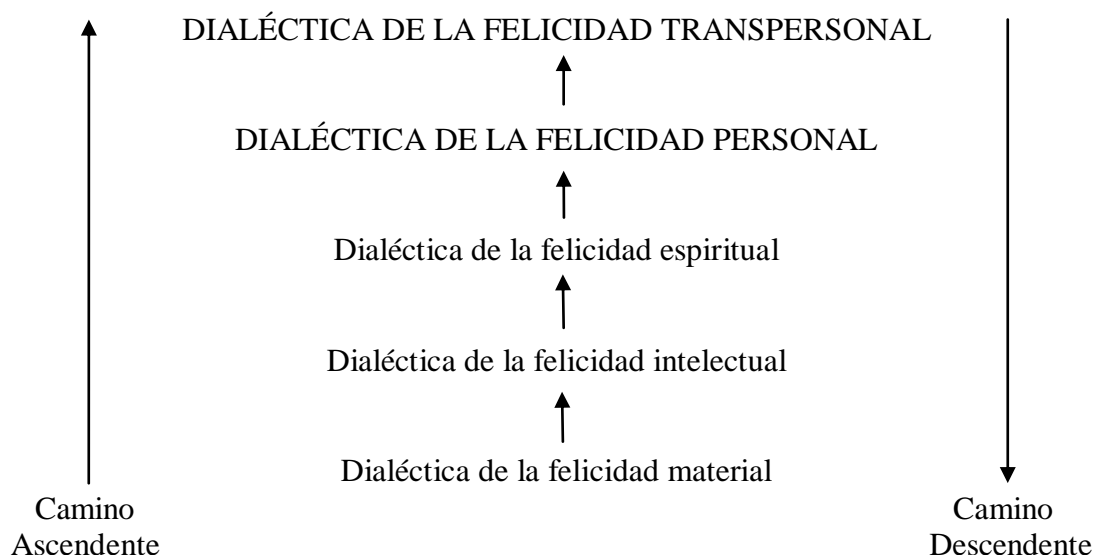 DIALÉCTICA DE LA FELICIDAD TRANSPERSONAL
DIALÉCTICA DE LA FELICIDAD PERSONAL
Dialéctica de la felicidad espiritual
Dialéctica de la felicidad intelectual
Dialéctica de la felicidad material
Camino
Ascendente
Camino
Descendente